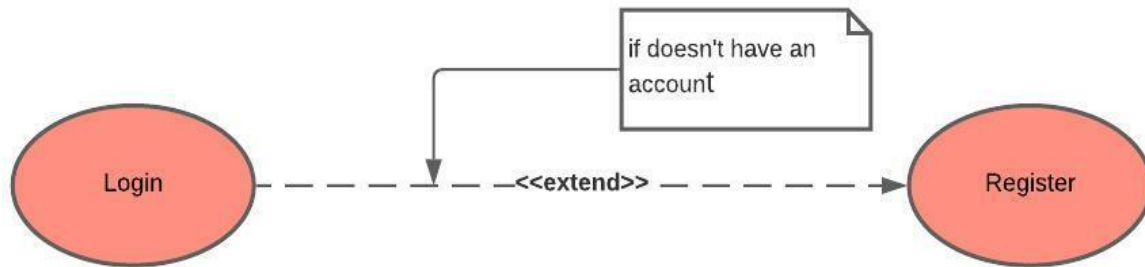 if doesn't have an
account
Login
<<extend>>
Register